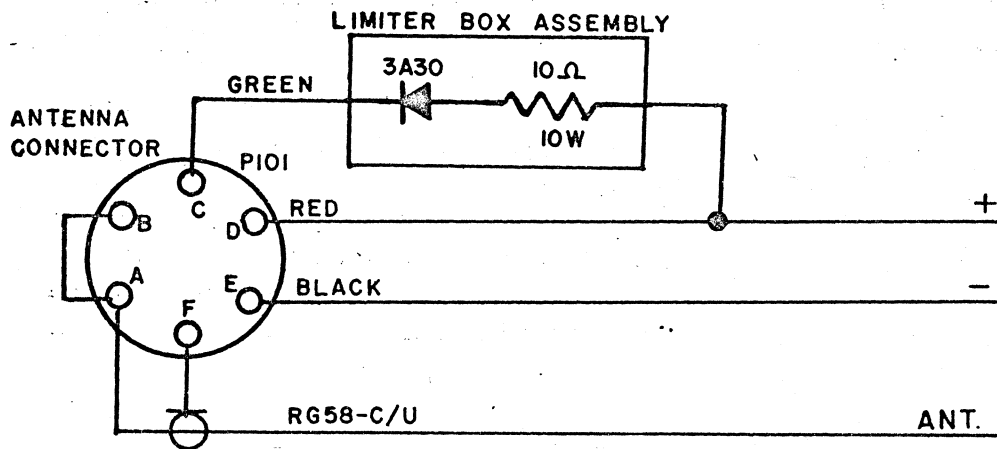 LIMITER BOX ASSEMBLY
3A30
10Ω
GREEN
10W
ANTENNA
CONNECTOR
P101
C
B
D
RED
+
A
E
BLACK
-
F
RG58-C/U
ANT.